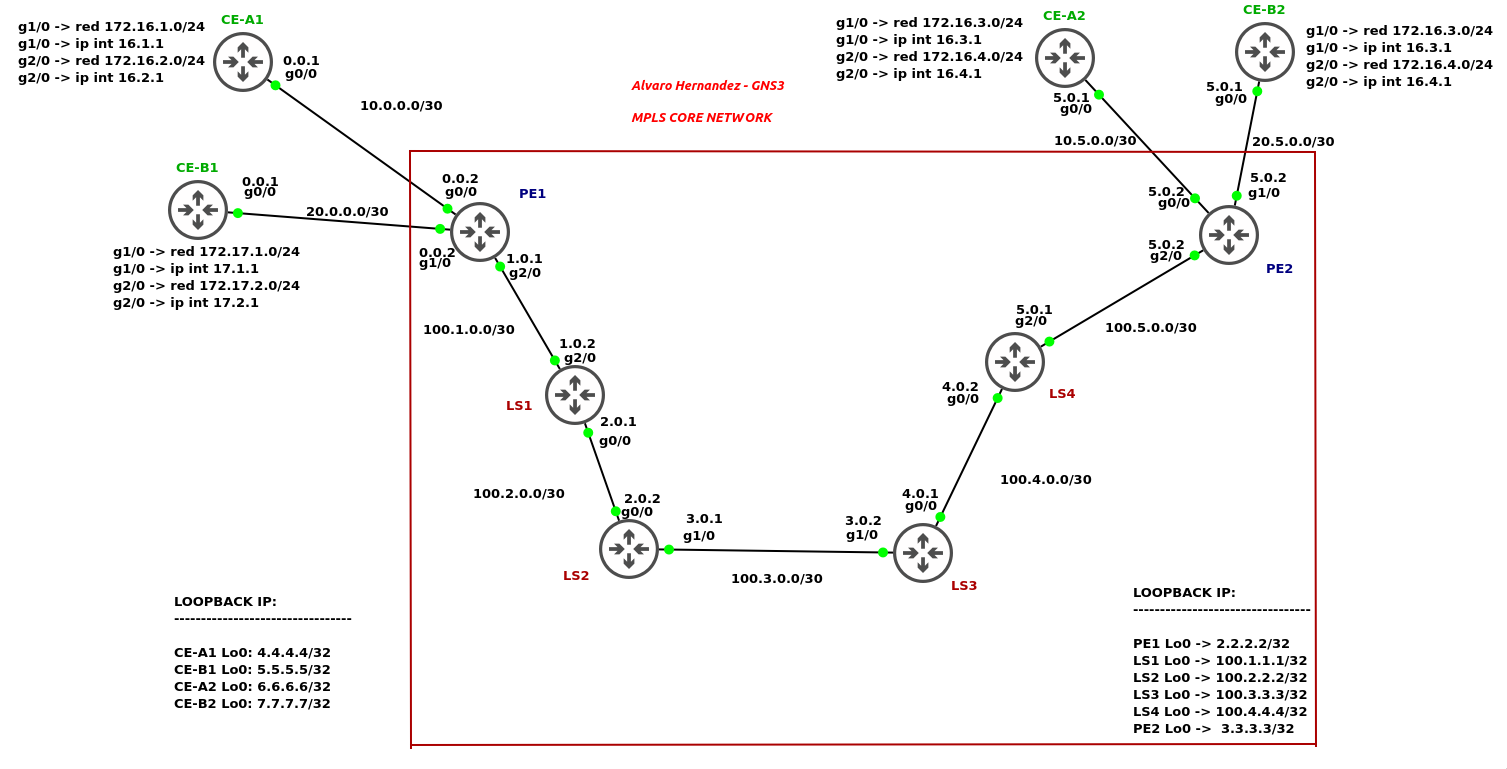 CE-A1
g1/0 -> red 172.16.1.0/24
g1/0 -> ip int 16.1.1
g2/0 -> red 172.16.2.0/24
g2/0 -> ip int 16.2.1
0.0.1
g0/0
10.0.0.0/30
Alvaro Hernandez - GNS3
MPLS CORE NETWORK
CE-A2
g1/0 -> red 172.16.3.0/24
g1/0 -> ip int 16.3.1
g2/0 -> red 172.16.4.0/24
g2/0 -> ip int 16.4.1
5.0.1
g0/0
10.5.0.0/30
CE-B2
g1/0 -> red 172.16.3.0/24
g1/0 -> ip int 16.3.1
g2/0 -> red 172.16.4.0/24
g2/0 -> ip int 16.4.1
5.0.1
g0/0
20.5.0.0/30
CE-B1
0.0.1
g0/0
20.0.0.0/30
g1/0 -> red 172.17.1.0/24
g1/0 -> ip int 17.1.1
g2/0 -> red 172.17.2.0/24
g2/0 -> ip int 17.2.1
0.0.2
g0/0
PE1
0.0.2
g1/0
1.0.1
g2/0
5.0.2
g0/0
5.0.2
g1/0
5.0.2
g2/0
PE2
100.1.0.0/30
1.0.2
g2/0
LS1
2.0.1
g0/0
5.0.1
g2/0
100.5.0.0/30
4.0.2
g0/0
LS4
100.2.0.0/30
2.0.2
g0/0
3.0.1
g1/0
LS2
100.3.0.0/30
3.0.2
g1/0
4.0.1
g0/0
LS3
100.4.0.0/30
LOOPBACK IP:
---------------------------------
CE-A1 Lo0: 4.4.4.4/32
CE-B1 Lo0: 5.5.5.5/32
CE-A2 Lo0: 6.6.6.6/32
CE-B2 Lo0: 7.7.7.7/32
LOOPBACK IP:
---------------------------------
PE1 Lo0 -> 2.2.2.2/32
LS1 Lo0 -> 100.1.1.1/32
LS2 Lo0 -> 100.2.2.2/32
LS3 Lo0 -> 100.3.3.3/32
LS4 Lo0 -> 100.4.4.4/32
PE2 Lo0 ->  3.3.3.3/32